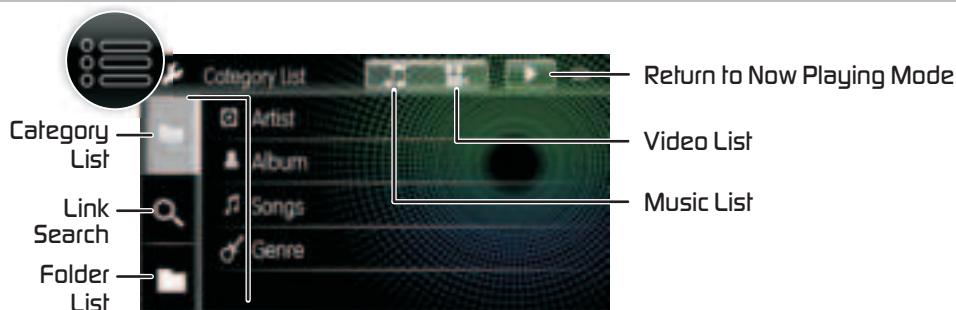 Category List
Return to Now Playing Mode
Category
List
Artist
Video List
Album
Music List
Link
Search
Songs
Genre
Folder
List